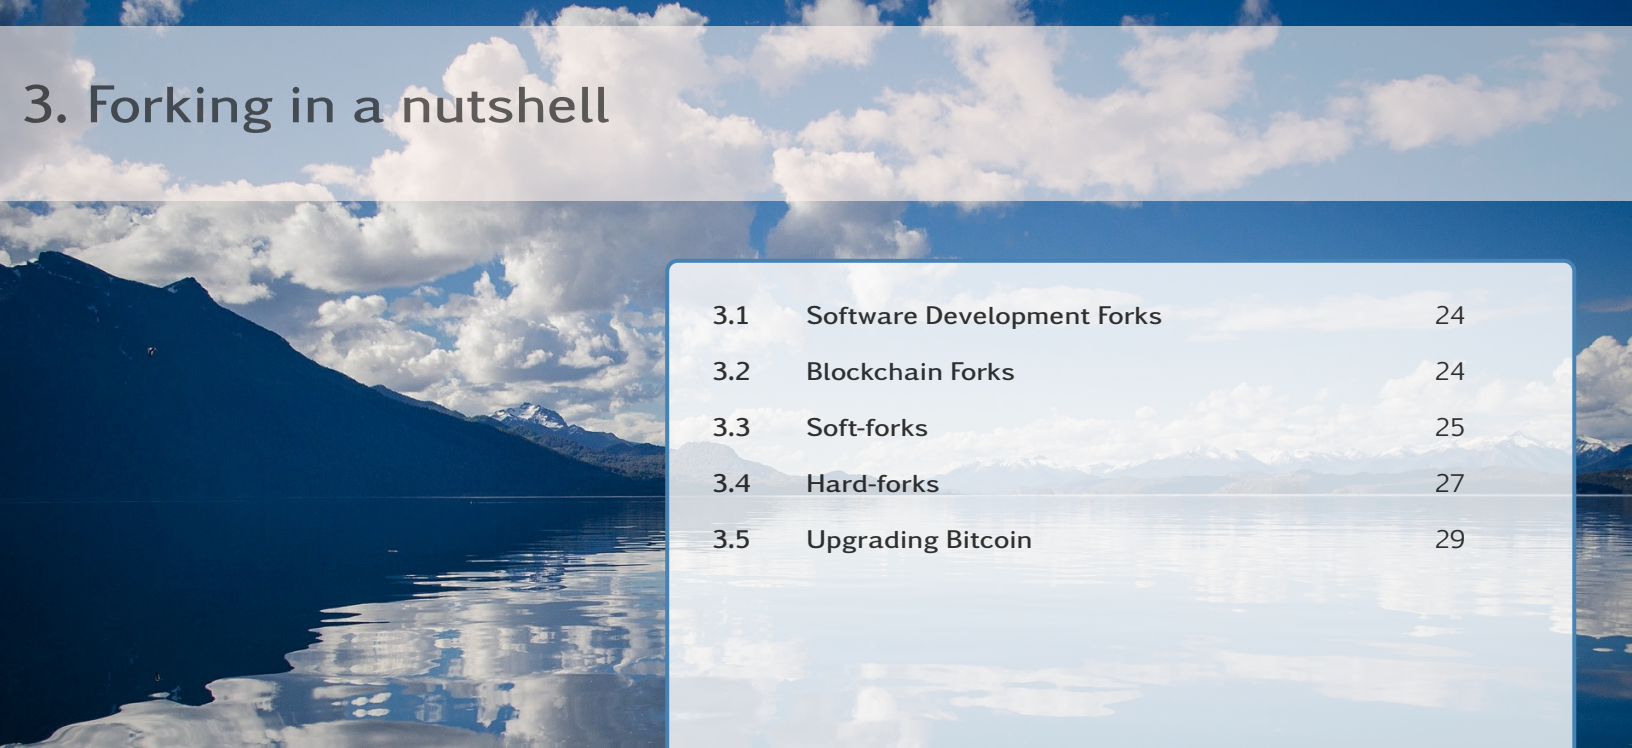 3. Forking in a nutshell
3.1 Software Development Forks 24
3.2 Blockchain Forks 24
3.3 Soft-forks 25
3.4 Hard-forks 27
3.5 Upgrading Bitcoin 29